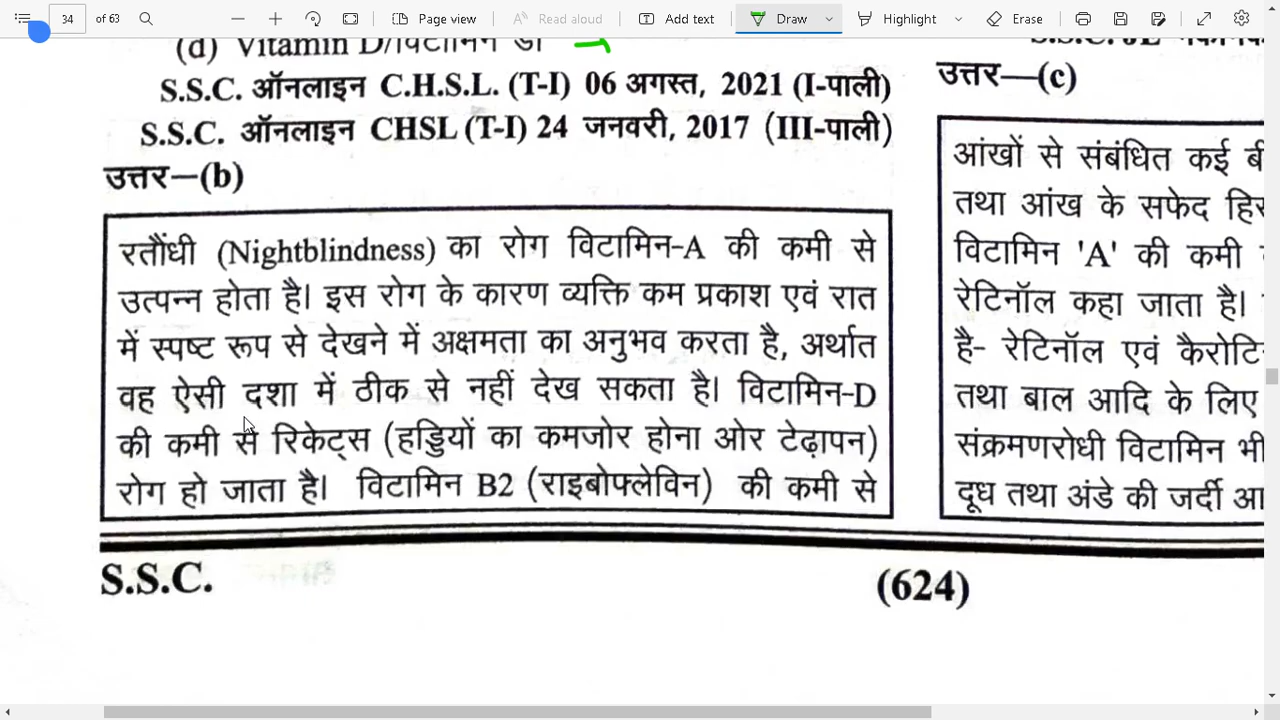 34 of 63 Page view Read aloud Add text Draw Highlight Erase
(d) Vitamin D/विटामिन डी
S.S.C. ऑनलाइन C.H.S.L. (T-I) 06 अगस्त, 2021 (I-पाली)
S.S.C. ऑनलाइन CHSL (T-I) 24 जनवरी, 2017 (III-पाली)
उत्तर—(b)
रतौंधी (Nightblindness) का रोग विटामिन-A की कमी से
उत्पन्न होता है। इस रोग के कारण व्यक्ति कम प्रकाश एवं रात
में स्पष्ट रूप से देखने में अक्षमता का अनुभव करता है, अर्थात
वह ऐसी दशा में ठीक से नहीं देख सकता है। विटामिन-D
की कमी से रिकेट्स (हड्डियों का कमजोर होना ओर टेढ़ापन)
रोग हो जाता है। विटामिन B2 (राइबोफ्लेविन) की कमी से
उत्तर—(c)
आंखों से संबंधित कई
तथा आंख के सफेद
विटामिन 'A' की कमी
रेटिनॉल कहा जाता है।
है- रेटिनॉल एवं
तथा बाल आदि के लिए
संक्रमणरोधी विटामिन भी
दूध तथा अंडे की जर्दी
S.S.C.
(624)